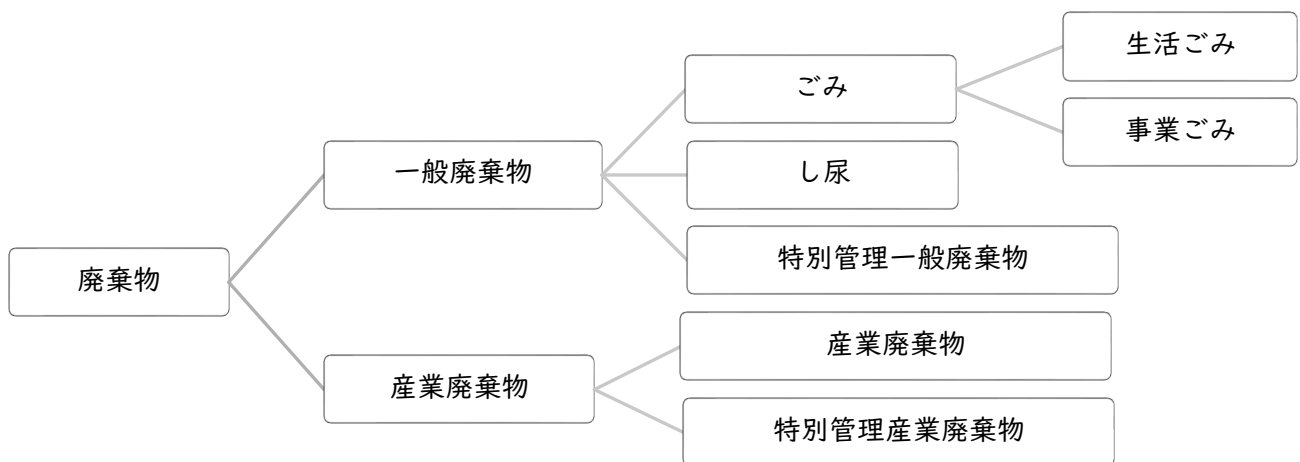 廃棄物
一般廃棄物
ごみ
生活ごみ
事業ごみ
し尿
特別管理一般廃棄物
産業廃棄物
産業廃棄物
特別管理産業廃棄物